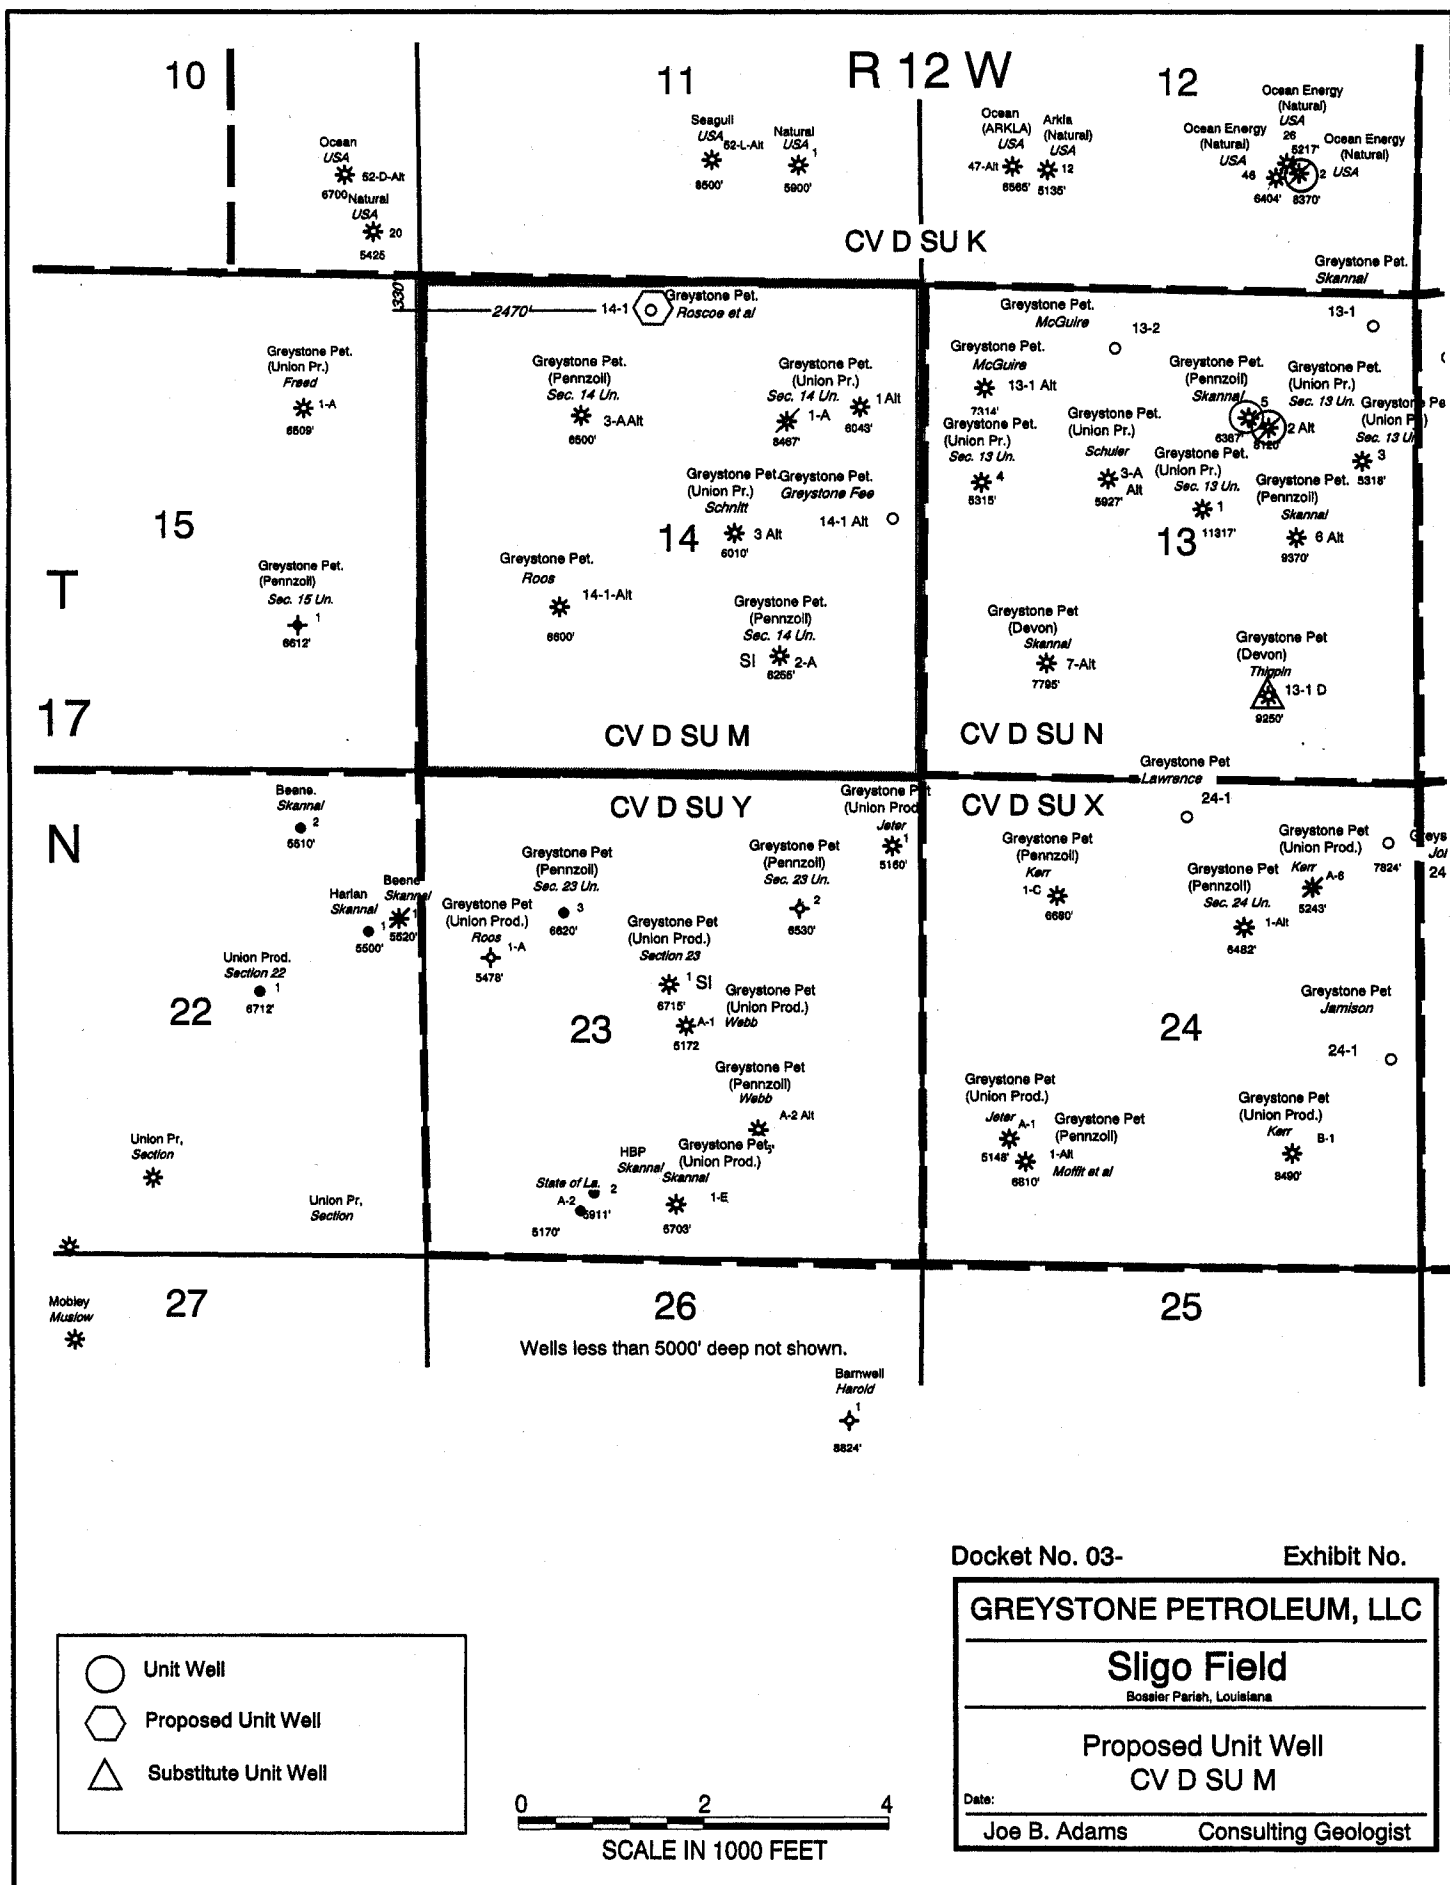 R 12 W
10
11
12
Ocean
USA
52-D-Alt
6700
Natural
USA
20
5425
Seagull
USA
52-L-Alt
8500'
Natural
USA
1
5900'
Ocean
(ARKLA)
USA
47-Alt
6565'
Arkla
(Natural)
USA
12
5135'
Ocean Energy
(Natural)
USA
26
5217'
Ocean Energy
(Natural)
USA
46
6404'
Ocean Energy
(Natural)
USA
2
8370'
CV D SU K
330'
2470'
14-1
Greystone Pet.
Roscoe et al
Greystone Pet.
(Union Pr.)
Freed
1-A
6509'
Greystone Pet.
(Pennzoil)
Sec. 14 Un.
3-AAlt
6500'
Greystone Pet.
(Union Pr.)
Sec. 14 Un.
1-A
8467'
1 Alt
6043'
Greystone Pet.
(Union Pr.)
Schnitt
3 Alt
6010'
Greystone Pet.
Greystone Fee
14-1 Alt
14
Greystone Pet.
Roos
14-1-Alt
6600'
Greystone Pet.
(Pennzoil)
Sec. 14 Un.
SI
2-A
CV D SU M
15
Greystone Pet.
(Pennzoil)
Sec. 15 Un.
1
6612'
T
17
N
Greystone Pet.
Skannal
13-1
Greystone Pet.
McGuire
13-2
Greystone Pet.
McGuire
13-1 Alt
7314'
Greystone Pet.
(Union Pr.)
Sec. 13 Un.
4
5315'
Greystone Pet.
(Union Pr.)
Schuler
3-A
Alt
5927'
Greystone Pet.
(Pennzoil)
Skannal
5
6367'
Greystone Pet.
(Union Pr.)
Sec. 13 Un.
2 Alt
8120'
Greystone Pe
(Union Pr)
Sec. 13 Un
3
5318'
Greystone Pet.
(Union Pr.)
Sec. 13 Un.
1
11317'
Greystone Pet.
(Pennzoil)
Skannal
6 Alt
9370'
13
Greystone Pet
(Devon)
Skannal
7-Alt
7795'
Greystone Pet
(Devon)
Thigpin
13-1 D
9250'
CV D SU N
Beene.
Skannal
2
5510'
Harlan
Skannal
1
5500'
Beene
Skannal
1
5520'
Union Prod.
Section 22
1
6712'
22
Union Pr,
Section
Union Pr,
Section
CV D SU Y
Greystone Pet
(Union Prod
Jeter
1
5160'
Greystone Pet
(Pennzoil)
Sec. 23 Un.
3
6620'
Greystone Pet
(Pennzoil)
Sec. 23 Un.
2
6530'
Greystone Pet
(Union Prod.)
Roos
1-A
5478'
Greystone Pet
(Union Prod.)
Section 23
1
SI
6715'
Greystone Pet
(Union Prod.)
Webb
A-1
5172
23
Greystone Pet
(Pennzoil)
Webb
A-2 Alt
HBP
Skannal
2
5911'
State of La.
A-2
5170'
Greystone Pet.
(Union Prod.)
Skannal
1-E
6703'
CV D SU X
Greystone Pet
Lawrence
24-1
Greystone Pet
(Pennzoil)
Kerr
1-C
6680'
Greystone Pet
(Union Prod.)
Kerr
A-6
5243'
7824'
Greys
Joi
24
Greystone Pet
(Pennzoil)
Sec. 24 Un.
1-Alt
6482'
Greystone Pet
Jamison
24-1
24
Greystone Pet
(Union Prod.)
Jeter
A-1
5148'
Greystone Pet
(Pennzoil)
1-Alt
Moffit et al
6810'
Greystone Pet
(Union Prod.)
Kerr
B-1
8490'
27
26
25
Mobley
Muslow
Wells less than 5000' deep not shown.
Barnwell
Harold
1
8824'
Docket No. 03-
Exhibit No.
GREYSTONE PETROLEUM, LLC
Sligo Field
Bossier Parish, Louisiana
Proposed Unit Well
CV D SU M
Date:
Joe B. Adams
Consulting Geologist
Unit Well
Proposed Unit Well
Substitute Unit Well
0
2
4
SCALE IN 1000 FEET